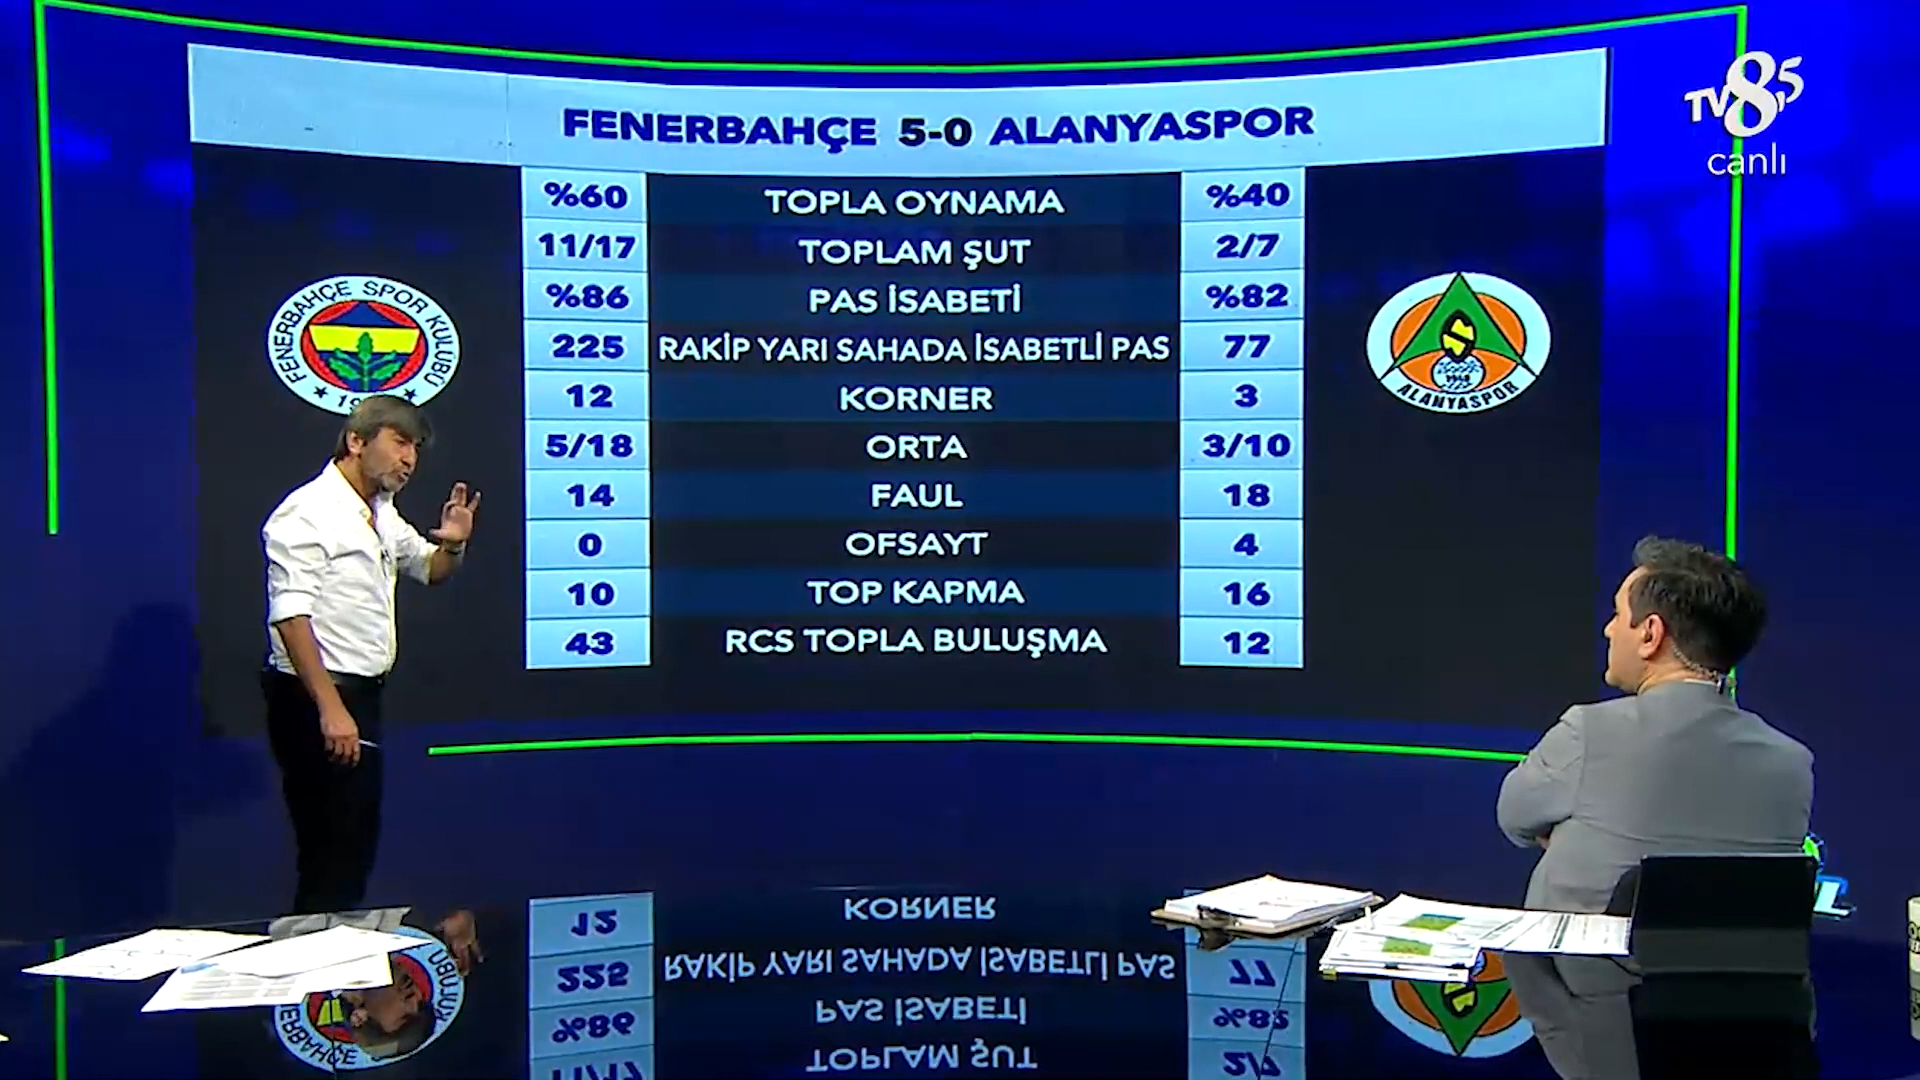 TV8,5
canlı
FENERBAHÇE 5-0 ALANYASPOR
%60 TOPLA OYNAMA %40
11/17 TOPLAM ŞUT 2/7
%86 PAS İSABETİ %82
225 RAKİP YARI SAHADA İSABETLİ PAS 77
12 KORNER 3
5/18 ORTA 3/10
14 FAUL 18
0 OFSAYT 4
10 TOP KAPMA 16
43 RCS TOPLA BULUŞMA 12
FENERBAHÇE SPOR KULÜBÜ
ALANYASPOR
1948